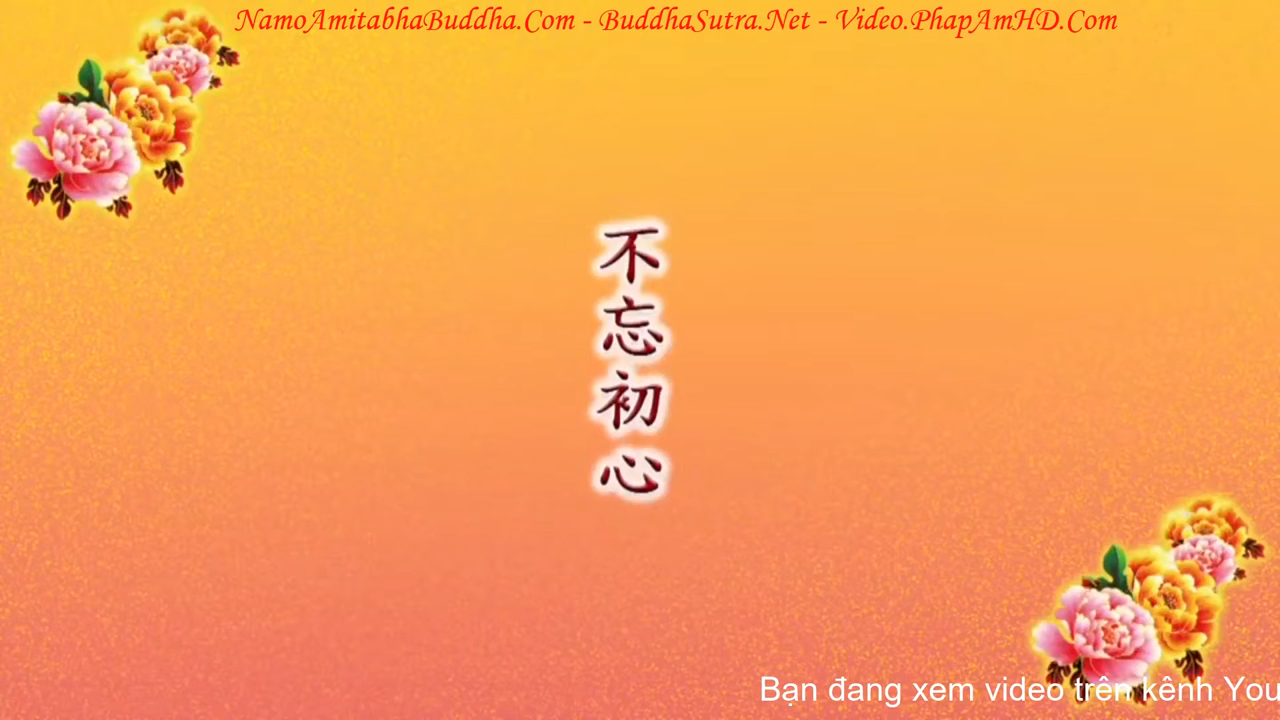 NamoAmitabhaBuddha.Com - BuddhaSutra.Net - Video.PhapAmHD.Com
不忘初心
Bạn đang xem video trên kênh You